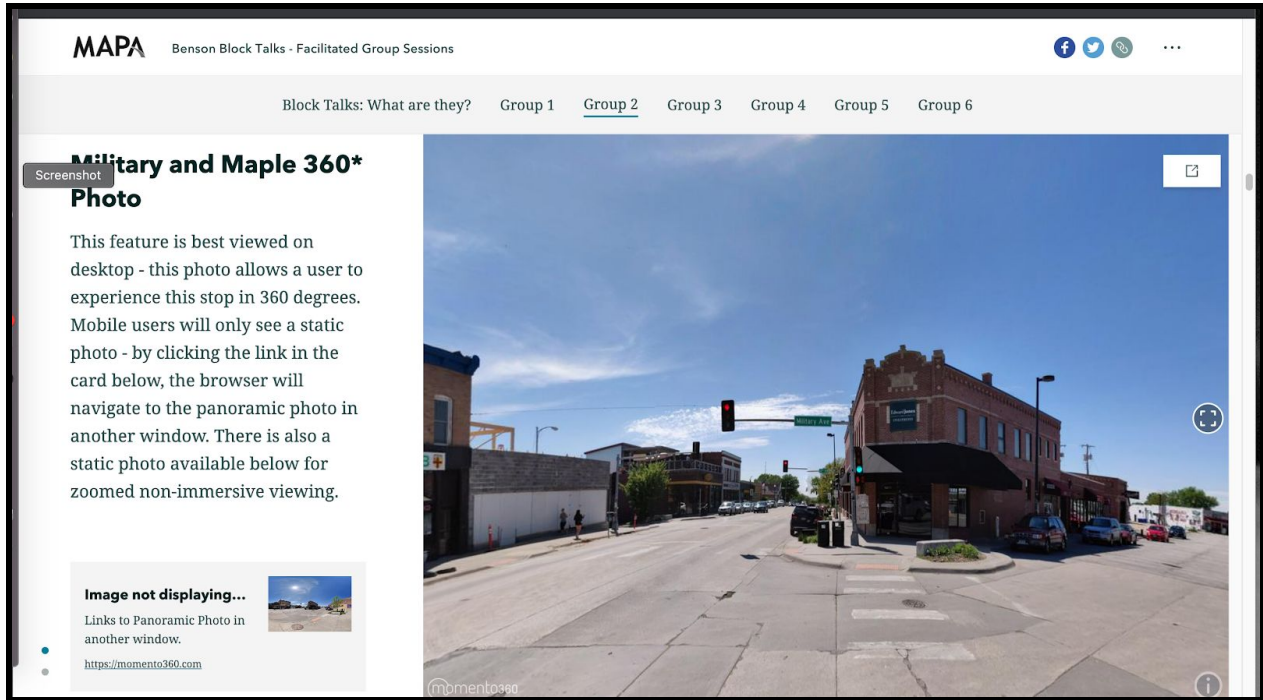 MAPA
Benson Block Talks - Facilitated Group Sessions
Block Talks: What are they? Group 1 Group 2 Group 3 Group 4 Group 5 Group 6
Screenshot
Military and Maple 360*
Photo
This feature is best viewed on
desktop - this photo allows a user to
experience this stop in 360 degrees.
Mobile users will only see a static
photo - by clicking the link in the
card below, the browser will
navigate to the panoramic photo in
another window. There is also a
static photo available below for
zoomed non-immersive viewing.
Image not displaying...
Links to Panoramic Photo in
another window.
https://momento360.com
Military Ave
momento360